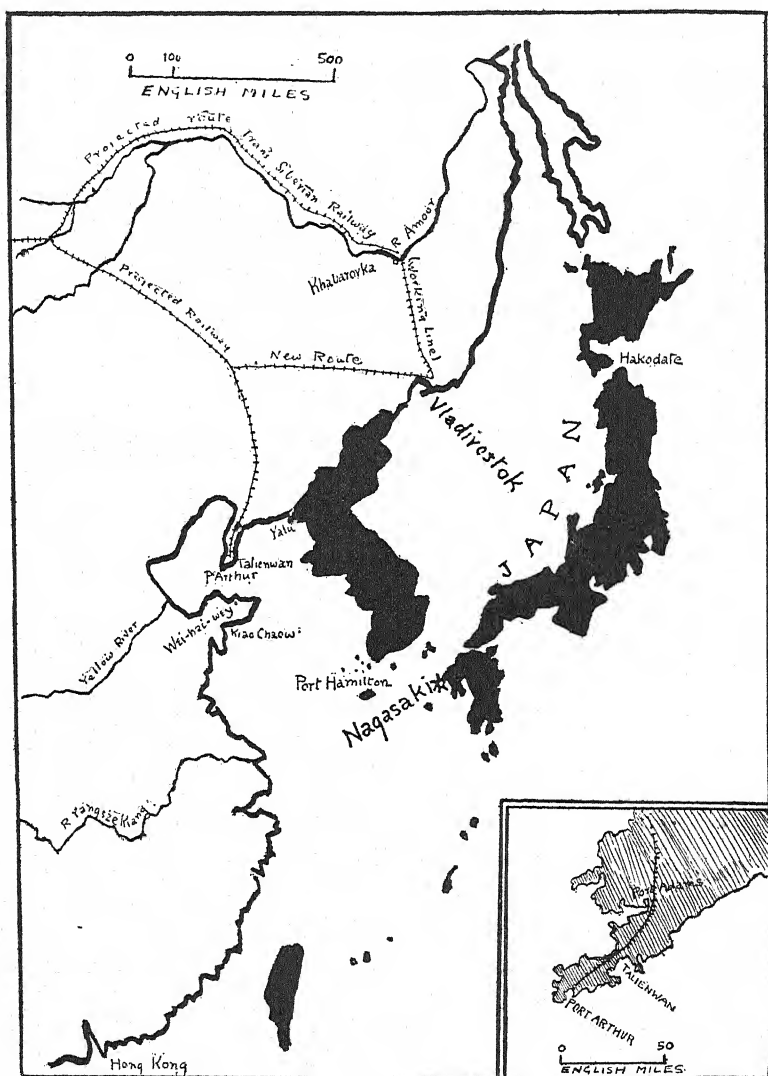 0 100 500
ENGLISH MILES
Projected route Trans Siberian Railway
R Amour
Khabarovka
(Working Line)
Projected Railway
New Route
Hakodate
Vladivostok
JAPAN
Yalu
Talienwan
P.Arthur
Wei-hai-wey
Kiao Chaow
Yellow River
Port Hamilton
Nagasaki
R Yangtze Kiang
Port Adams
TALIENWAN
PORT ARTHUR
0 50
ENGLISH MILES.
Hong Kong